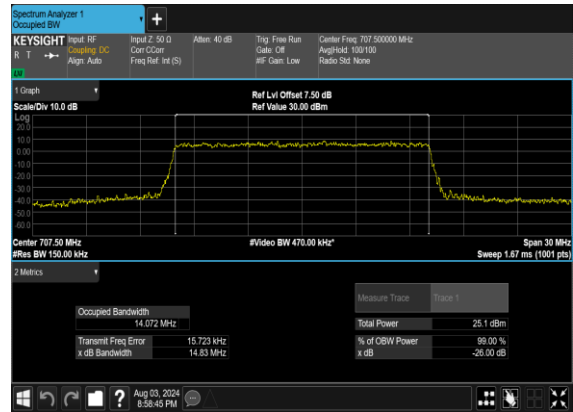 Spectrum Analyzer 1
Occupied BW
+
KEYSIGHT Input: RF Input Z: 50 Ω Atten: 40 dB Trig: Free Run Center Freq: 707.500000 MHz
R T Coupling: DC Corr CCorr Gate: Off Avg|Hold: 100/100
Align: Auto Freq Ref: Int (S) #IF Gain: Low Radio Std: None
1 Graph Ref Lvl Offset 7.50 dB
Scale/Div 10.0 dB Ref Value 30.00 dBm
Log
20.0
10.0
0.00
-10.0
-20.0
-30.0
-40.0
-50.0
-60.0
Center 707.50 MHz #Video BW 470.00 kHz* Span 30 MHz
#Res BW 150.00 kHz Sweep 1.67 ms (1001 pts)
2 Metrics
Measure Trace Trace 1
Occupied Bandwidth
14.072 MHz Total Power 25.1 dBm
Transmit Freq Error 15.723 kHz % of OBW Power 99.00 %
x dB Bandwidth 14.83 MHz x dB -26.00 dB
? Aug 03, 2024
8:58:45 PM